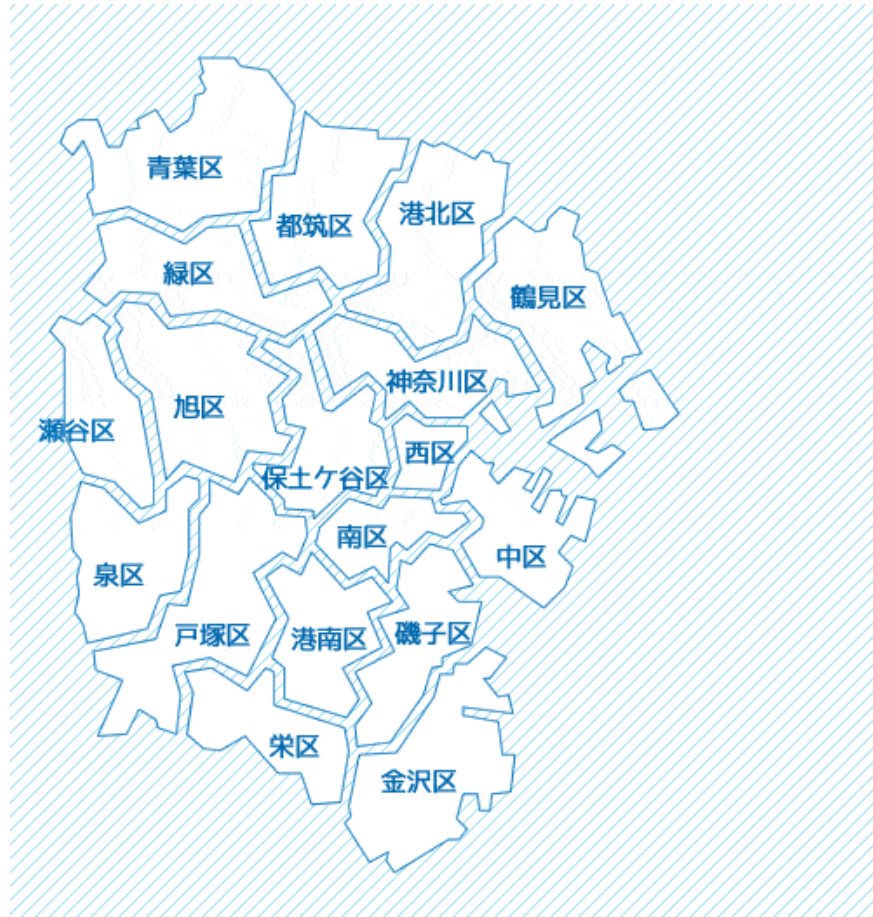 青葉区
都筑区
港北区
緑区
鶴見区
神奈川区
旭区
瀬谷区
西区
保土ケ谷区
南区
中区
泉区
戸塚区
港南区
磯子区
栄区
金沢区